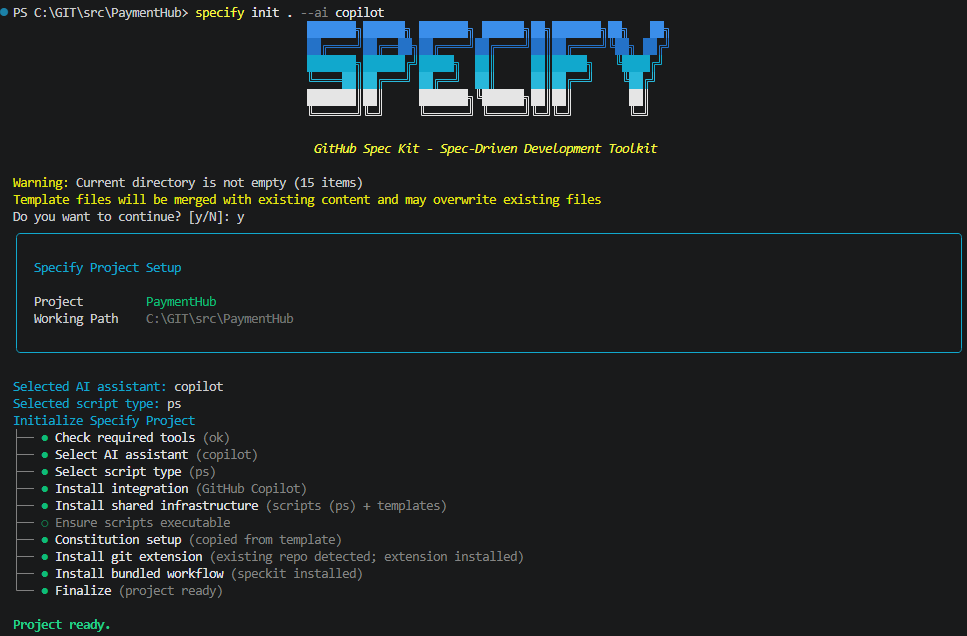 PS C:\GIT\src\PaymentHub> specify init . --ai copilot
SPECIFY
GitHub Spec Kit - Spec-Driven Development Toolkit
Warning: Current directory is not empty (15 items)
Template files will be merged with existing content and may overwrite existing files
Do you want to continue? [y/N]: y
Specify Project Setup
Project PaymentHub
Working Path C:\GIT\src\PaymentHub
Selected AI assistant: copilot
Selected script type: ps
Initialize Specify Project
├── ● Check required tools (ok)
├── ● Select AI assistant (copilot)
├── ● Select script type (ps)
├── ● Install integration (GitHub Copilot)
├── ● Install shared infrastructure (scripts (ps) + templates)
├── ○ Ensure scripts executable
├── ● Constitution setup (copied from template)
├── ● Install git extension (existing repo detected; extension installed)
├── ● Install bundled workflow (speckit installed)
└── ● Finalize (project ready)
Project ready.